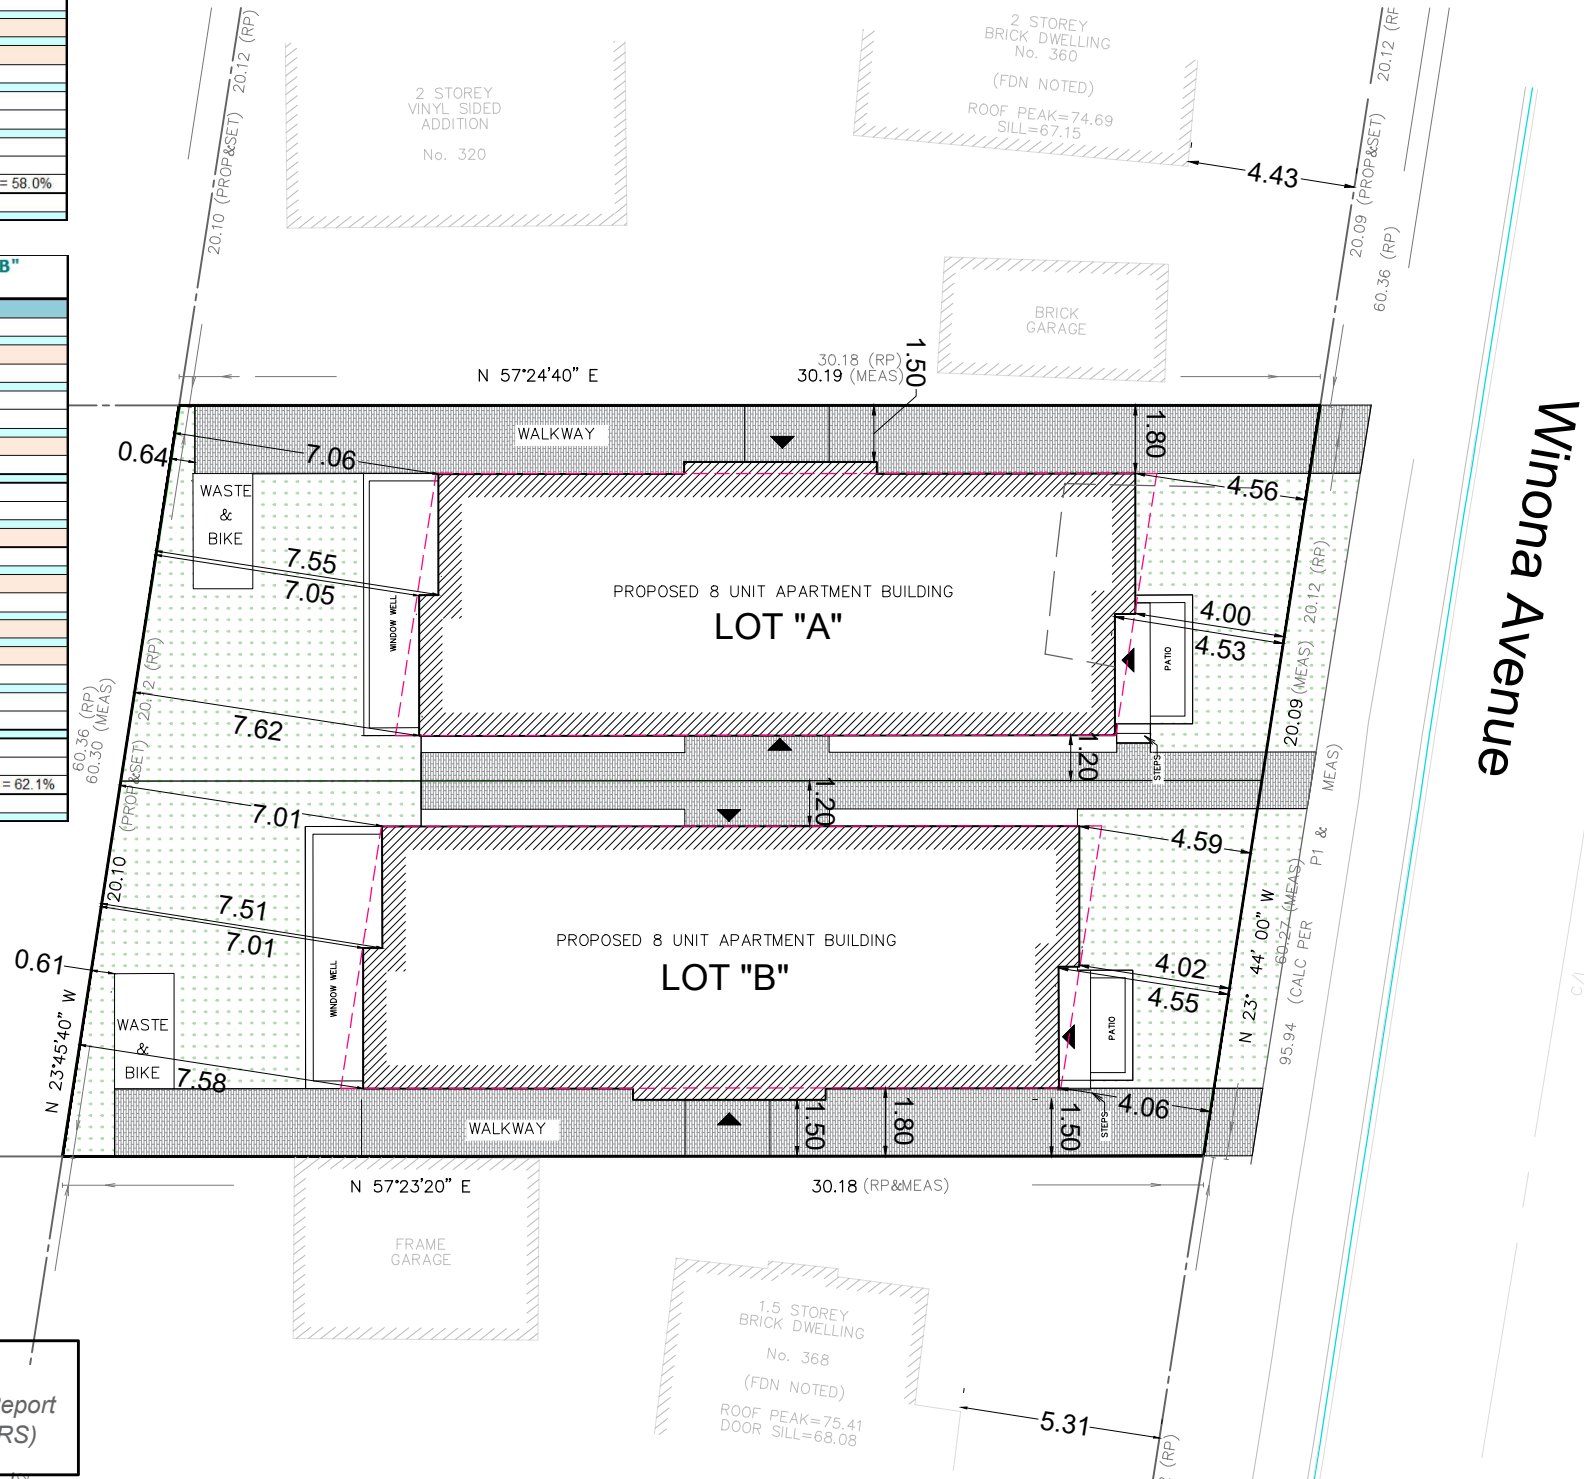 = 58.0%
B"
= 62.1%
Report
RS)
20.12 (RP)
20.10 (PROP&SET)
2 STOREY
VINYL SIDED
ADDITION
No. 320
2 STOREY
BRICK DWELLING
No. 360
(FDN NOTED)
ROOF PEAK=74.69
SILL=67.15
4.43
20.12 (RP
20.09 (PROP&SET)
60.36 (RP)
BRICK
GARAGE
N 57°24'40" E
30.18 (RP)
30.19 (MEAS)
1.50
Winona Avenue
WALKWAY
1.80
0.64
7.06
4.56
WASTE
&
BIKE
7.55
7.05
WINDOW WELL
PROPOSED 8 UNIT APARTMENT BUILDING
LOT "A"
4.00
4.53
PATIO
20.12 (RP)
20.09 (MEAS)
60.36 (RP)
60.30 (MEAS)
20.12 (RP)
(PROP&SET)
20.10
7.62
1.20
STEPS
1.20
7.01
4.59
MEAS)
P1 &
(CALC PER
95.94
60.27 (MEAS)
N 23° 44' 00" W
7.51
7.01
WINDOW WELL
PROPOSED 8 UNIT APARTMENT BUILDING
LOT "B"
4.02
4.55
PATIO
0.61
N 23°45'40" W
WASTE
&
BIKE
7.58
4.06
STEPS
WALKWAY
1.50
1.80
1.50
N 57°23'20" E
30.18 (RP&MEAS)
FRAME
GARAGE
1.5 STOREY
BRICK DWELLING
No. 368
(FDN NOTED)
ROOF PEAK=75.41
DOOR SILL=68.08
5.31
(RP)
C/L